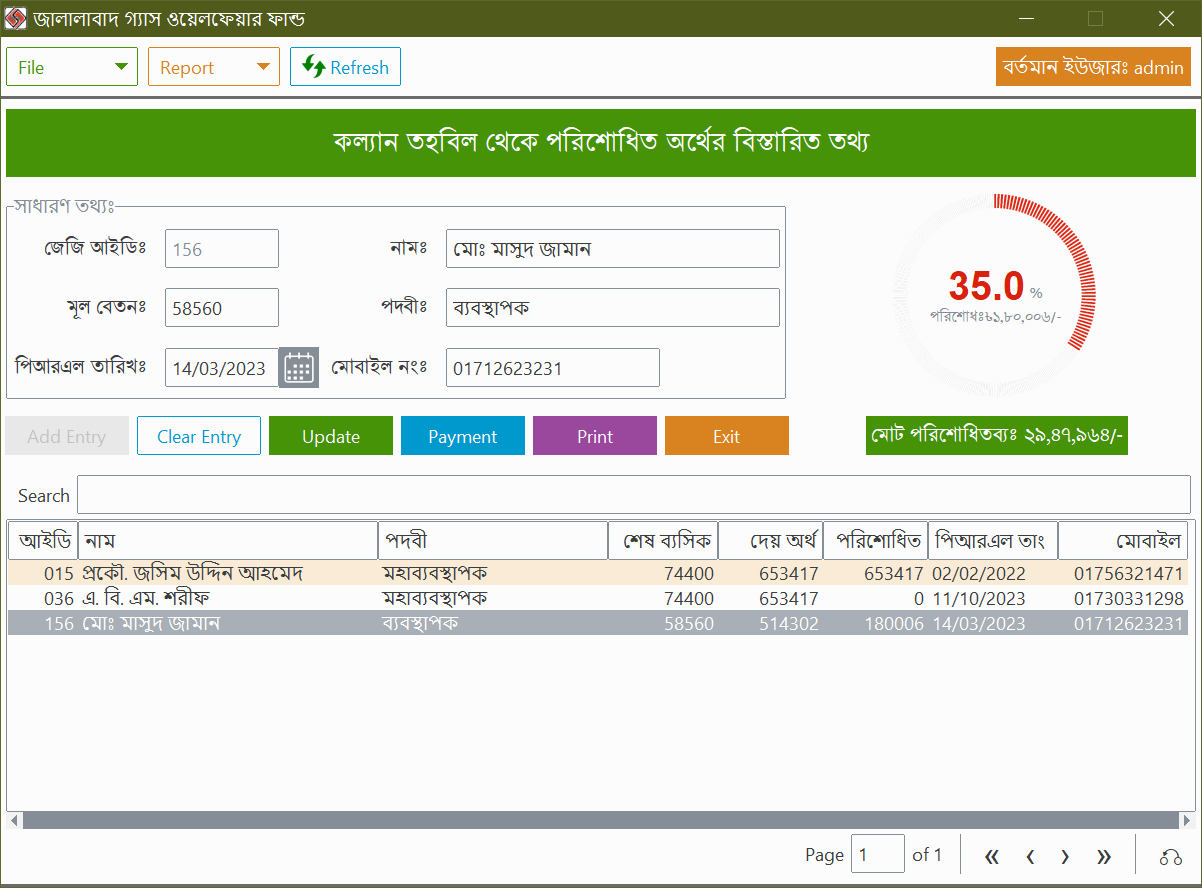 জালালাবাদ গ্যাস ওয়েলফেয়ার ফান্ড
File Report Refresh বর্তমান ইউজারঃ admin
কল্যান তহবিল থেকে পরিশোধিত অর্থের বিস্তারিত তথ্য
সাধারণ তথ্যঃ
জেজি আইডিঃ 156 নামঃ মোঃ মাসুদ জামান
মূল বেতনঃ 58560 পদবীঃ ব্যবস্থাপক
পিআরএল তারিখঃ 14/03/2023 মোবাইল নংঃ 01712623231
35.0 %
পরিশোধঃ৳১,৮০,০০৬/-
Add Entry Clear Entry Update Payment Print Exit মোট পরিশোধিতব্যঃ ২৯,৪৭,৯৬৪/-
Search
আইডি নাম পদবী শেষ ব্যসিক দেয় অর্থ পরিশোধিত পিআরএল তাং মোবাইল
015 প্রকৌ. জসিম উদ্দিন আহমেদ মহাব্যবস্থাপক 74400 653417 653417 02/02/2022 01756321471
036 এ. বি. এম. শরীফ মহাব্যবস্থাপক 74400 653417 0 11/10/2023 01730331298
156 মোঃ মাসুদ জামান ব্যবস্থাপক 58560 514302 180006 14/03/2023 01712623231
Page 1 of 1